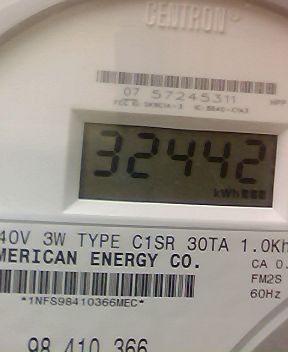 CENTRON®
07 57245311
HPP
32442
kWh
40V 3W TYPE C1SR 30TA 1.0Kh
MERICAN ENERGY CO.
CA 0.
FM2S
*1NFS98410366MEC*
60Hz
98 410 366